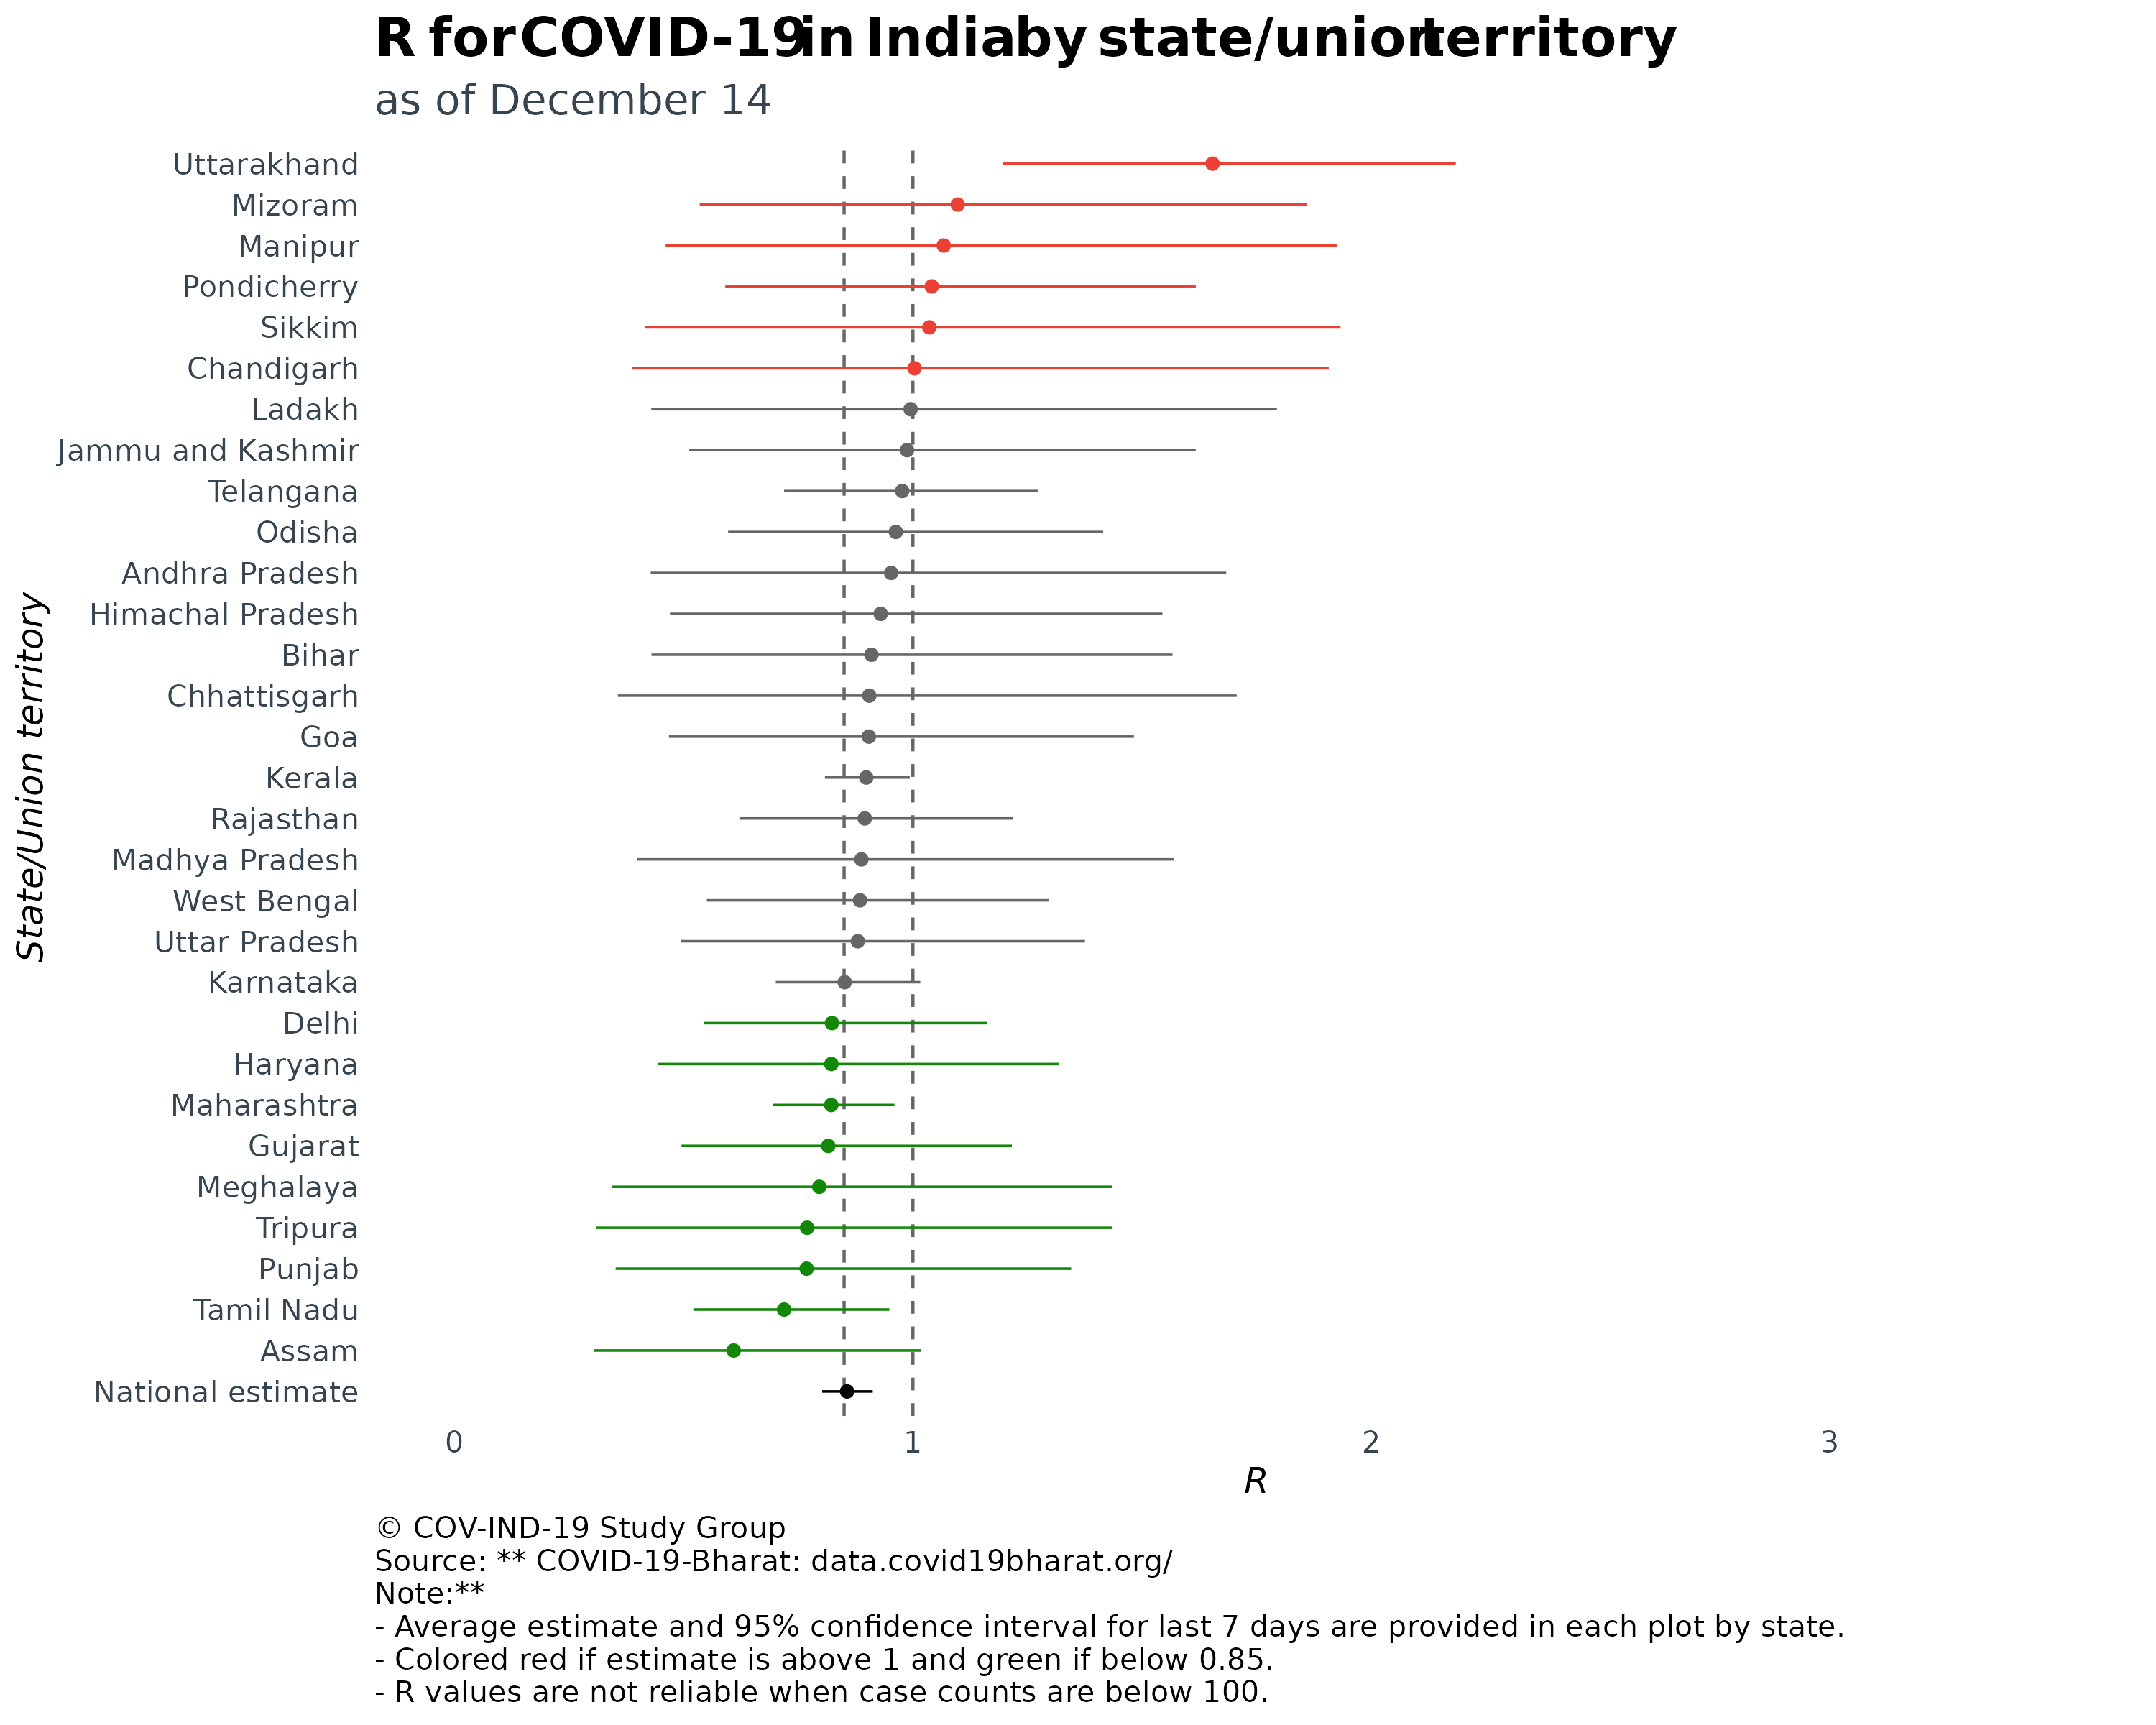 R for COVID-19 in India by state/union territory
as of December 14
Uttarakhand
Mizoram
Manipur
Pondicherry
Sikkim
Chandigarh
Ladakh
Jammu and Kashmir
Telangana
Odisha
Andhra Pradesh
Himachal Pradesh
Bihar
Chhattisgarh
Goa
Kerala
Rajasthan
Madhya Pradesh
West Bengal
Uttar Pradesh
Karnataka
Delhi
Haryana
Maharashtra
Gujarat
Meghalaya
Tripura
Punjab
Tamil Nadu
Assam
National estimate
State/Union territory
0 1 2 3
R
© COV-IND-19 Study Group
Source: ** COVID-19-Bharat: data.covid19bharat.org/
Note:**
- Average estimate and 95% confidence interval for last 7 days are provided in each plot by state.
- Colored red if estimate is above 1 and green if below 0.85.
- R values are not reliable when case counts are below 100.